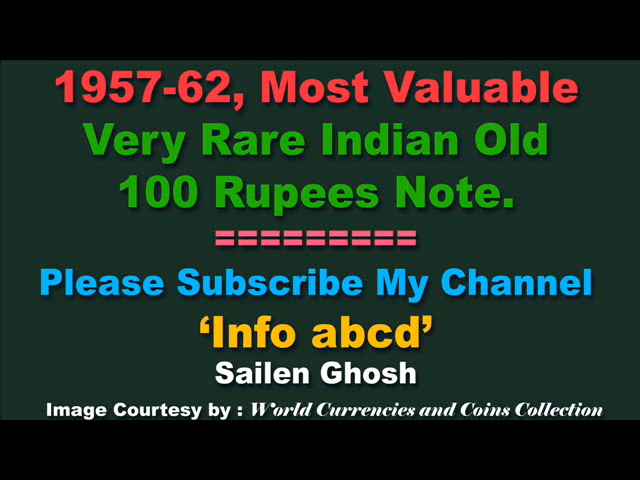 1957-62, Most Valuable
Very Rare Indian Old
100 Rupees Note.
=========
Please Subscribe My Channel
‘Info abcd’
Sailen Ghosh
Image Courtesy by : World Currencies and Coins Collection